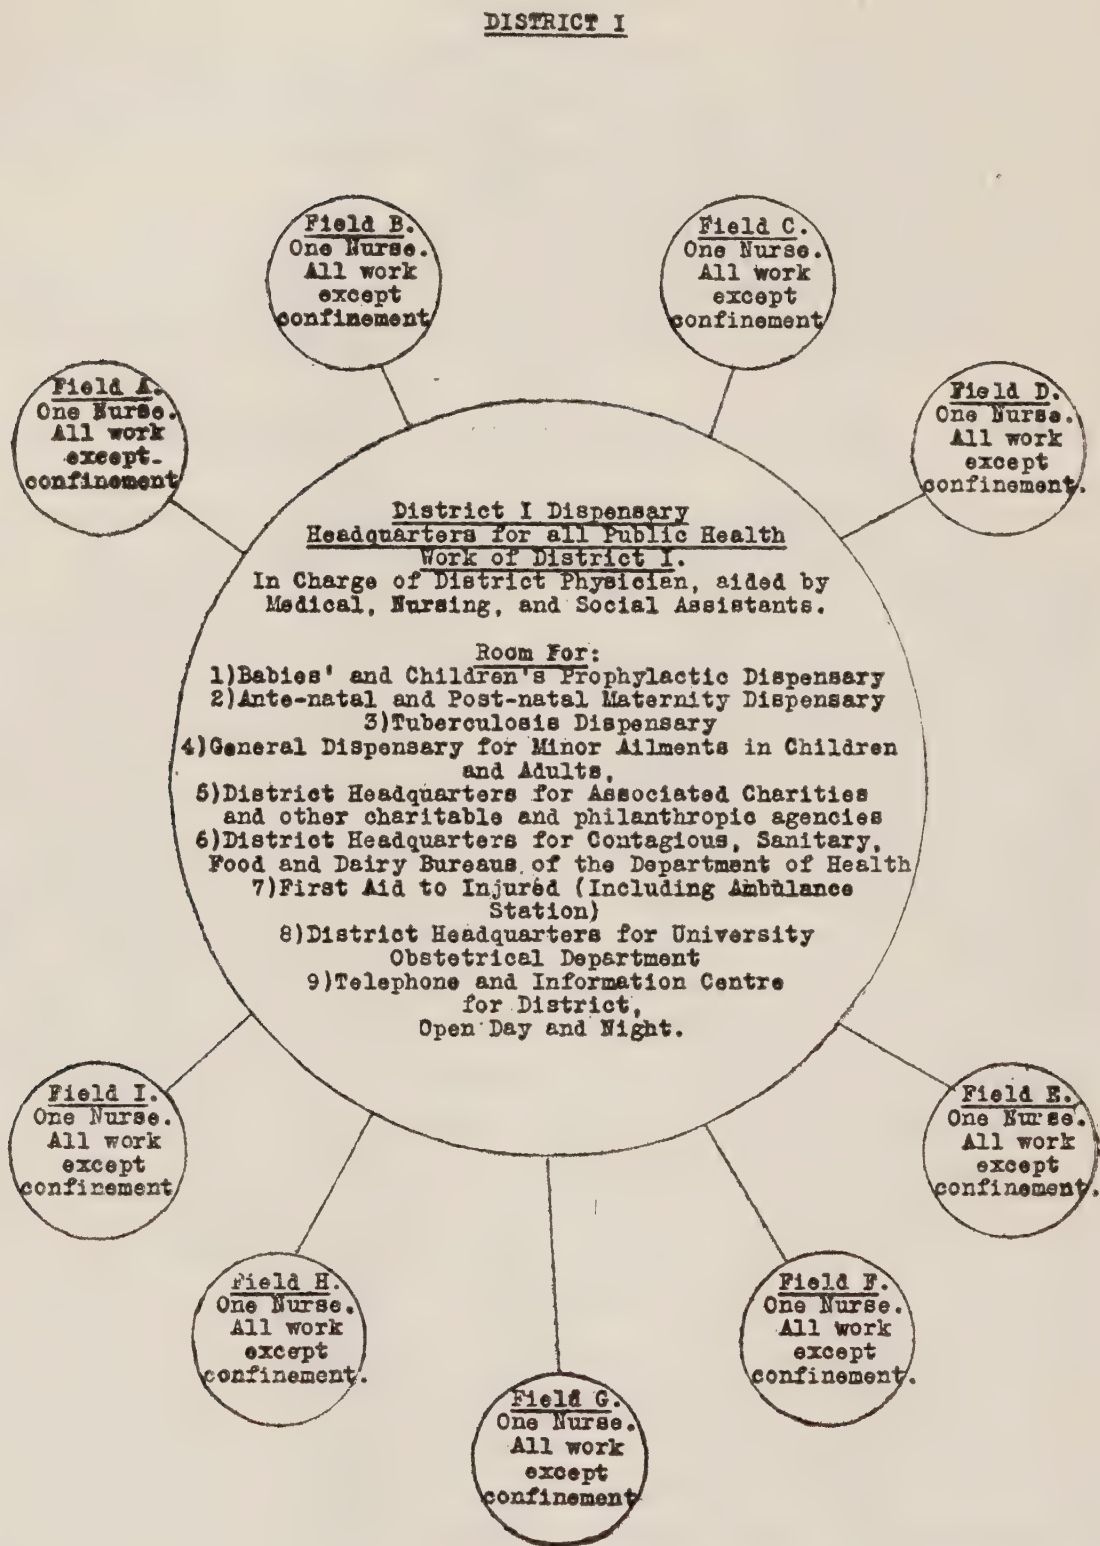 DISTRICT I
Field B.
One Nurse.
All work
except
confinement
Field C.
One Nurse.
All work
except
confinement
Field A.
One Nurse.
All work
except
confinement
Field D.
One Nurse.
All work
except
confinement.
District I Dispensary
Headquarters for all Public Health
Work of District I.
In Charge of District Physician, aided by
Medical, Nursing, and Social Assistants.
Room For:
1)Babies' and Children's Prophylactic Dispensary
2)Ante-natal and Post-natal Maternity Dispensary
3)Tuberculosis Dispensary
4)General Dispensary for Minor Ailments in Children
and Adults,
5)District Headquarters for Associated Charities
and other charitable and philanthropic agencies
6)District Headquarters for Contagious, Sanitary,
Food and Dairy Bureaus of the Department of Health
7)First Aid to Injured (Including Ambulance
Station)
8)District Headquarters for University
Obstetrical Department
9)Telephone and Information Centre
for District,
Open Day and Night.
Field I.
One Nurse.
All work
except
confinement
Field E.
One Nurse.
All work
except
confinement.
Field H.
One Nurse.
All work
except
confinement.
Field F.
One Nurse.
All work
except
confinement.
Field G.
One Nurse.
All work
except
confinement